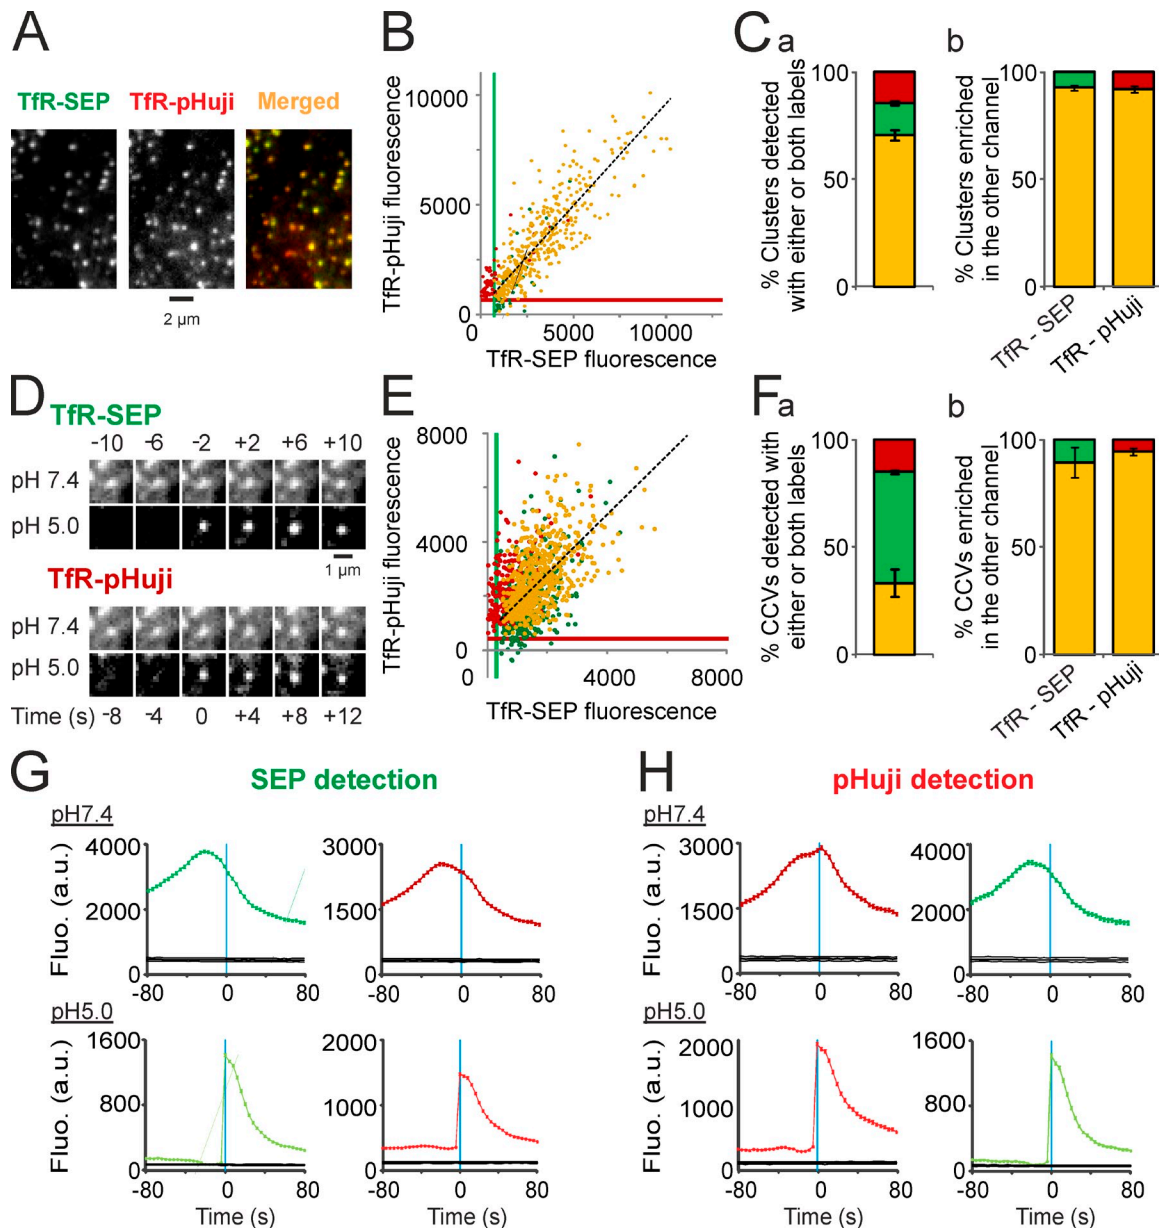 A
TfR-SEP TfR-pHuji Merged
2 µm
B
TfR-pHuji fluorescence
10000
5000
0
0 5000 10000
TfR-SEP fluorescence
C
a
% Clusters detected
with either or both labels
100
50
0
b
% Clusters enriched
in the other channel
100
50
0
TfR - SEP
TfR - pHuji
D
TfR-SEP
-10 -6 -2 +2 +6 +10
pH 7.4
pH 5.0
1 µm
TfR-pHuji
pH 7.4
pH 5.0
Time (s) -8 -4 0 +4 +8 +12
E
TfR-pHuji fluorescence
8000
4000
0
0 4000 8000
TfR-SEP fluorescence
F
a
% CCVs detected with
either or both labels
100
50
0
b
% CCVs enriched
in the other channel
100
50
0
TfR - SEP
TfR - pHuji
G
SEP detection
pH7.4
Fluo. (a.u.)
4000
2000
0
-80 0 80
3000
1500
0
-80 0 80
pH5.0
Fluo. (a.u.)
1600
800
0
-80 0 80
Time (s)
2000
1000
0
-80 0 80
Time (s)
H
pHuji detection
pH7.4
Fluo. (a.u.)
3000
1500
0
-80 0 80
4000
2000
0
-80 0 80
pH5.0
Fluo. (a.u.)
2000
1000
0
-80 0 80
Time (s)
1600
800
0
-80 0 80
Time (s)